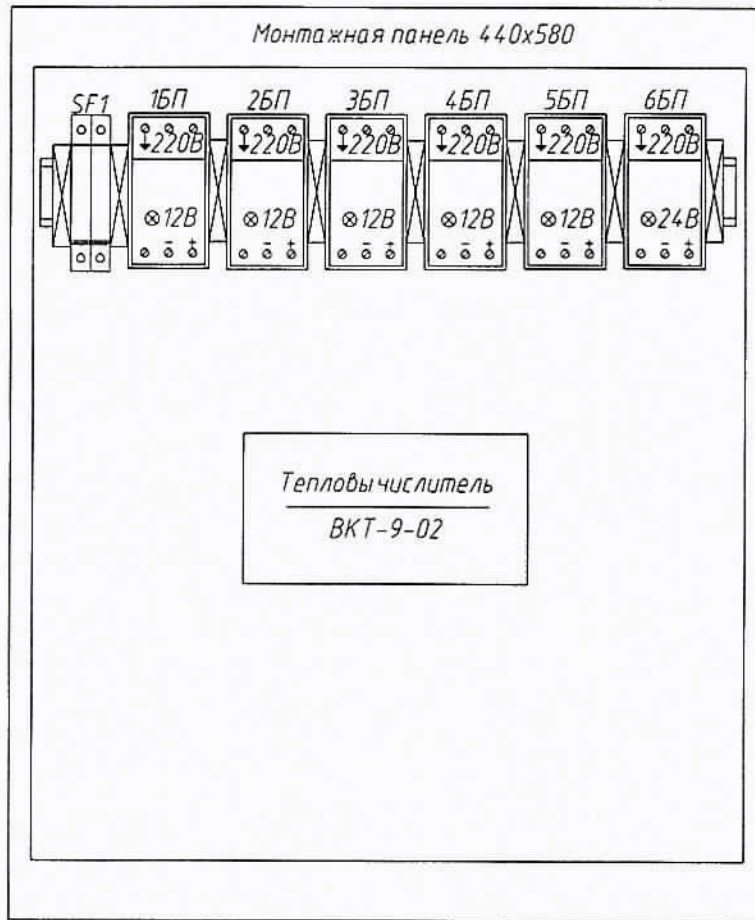 Монтажная панель 440x580
SF1 1БП 2БП 3БП 4БП 5БП 6БП
220В 220В 220В 220В 220В 220В
12В 12В 12В 12В 12В 24В
- + - + - + - + - + - +
Тепловычислитель
ВКТ-9-02